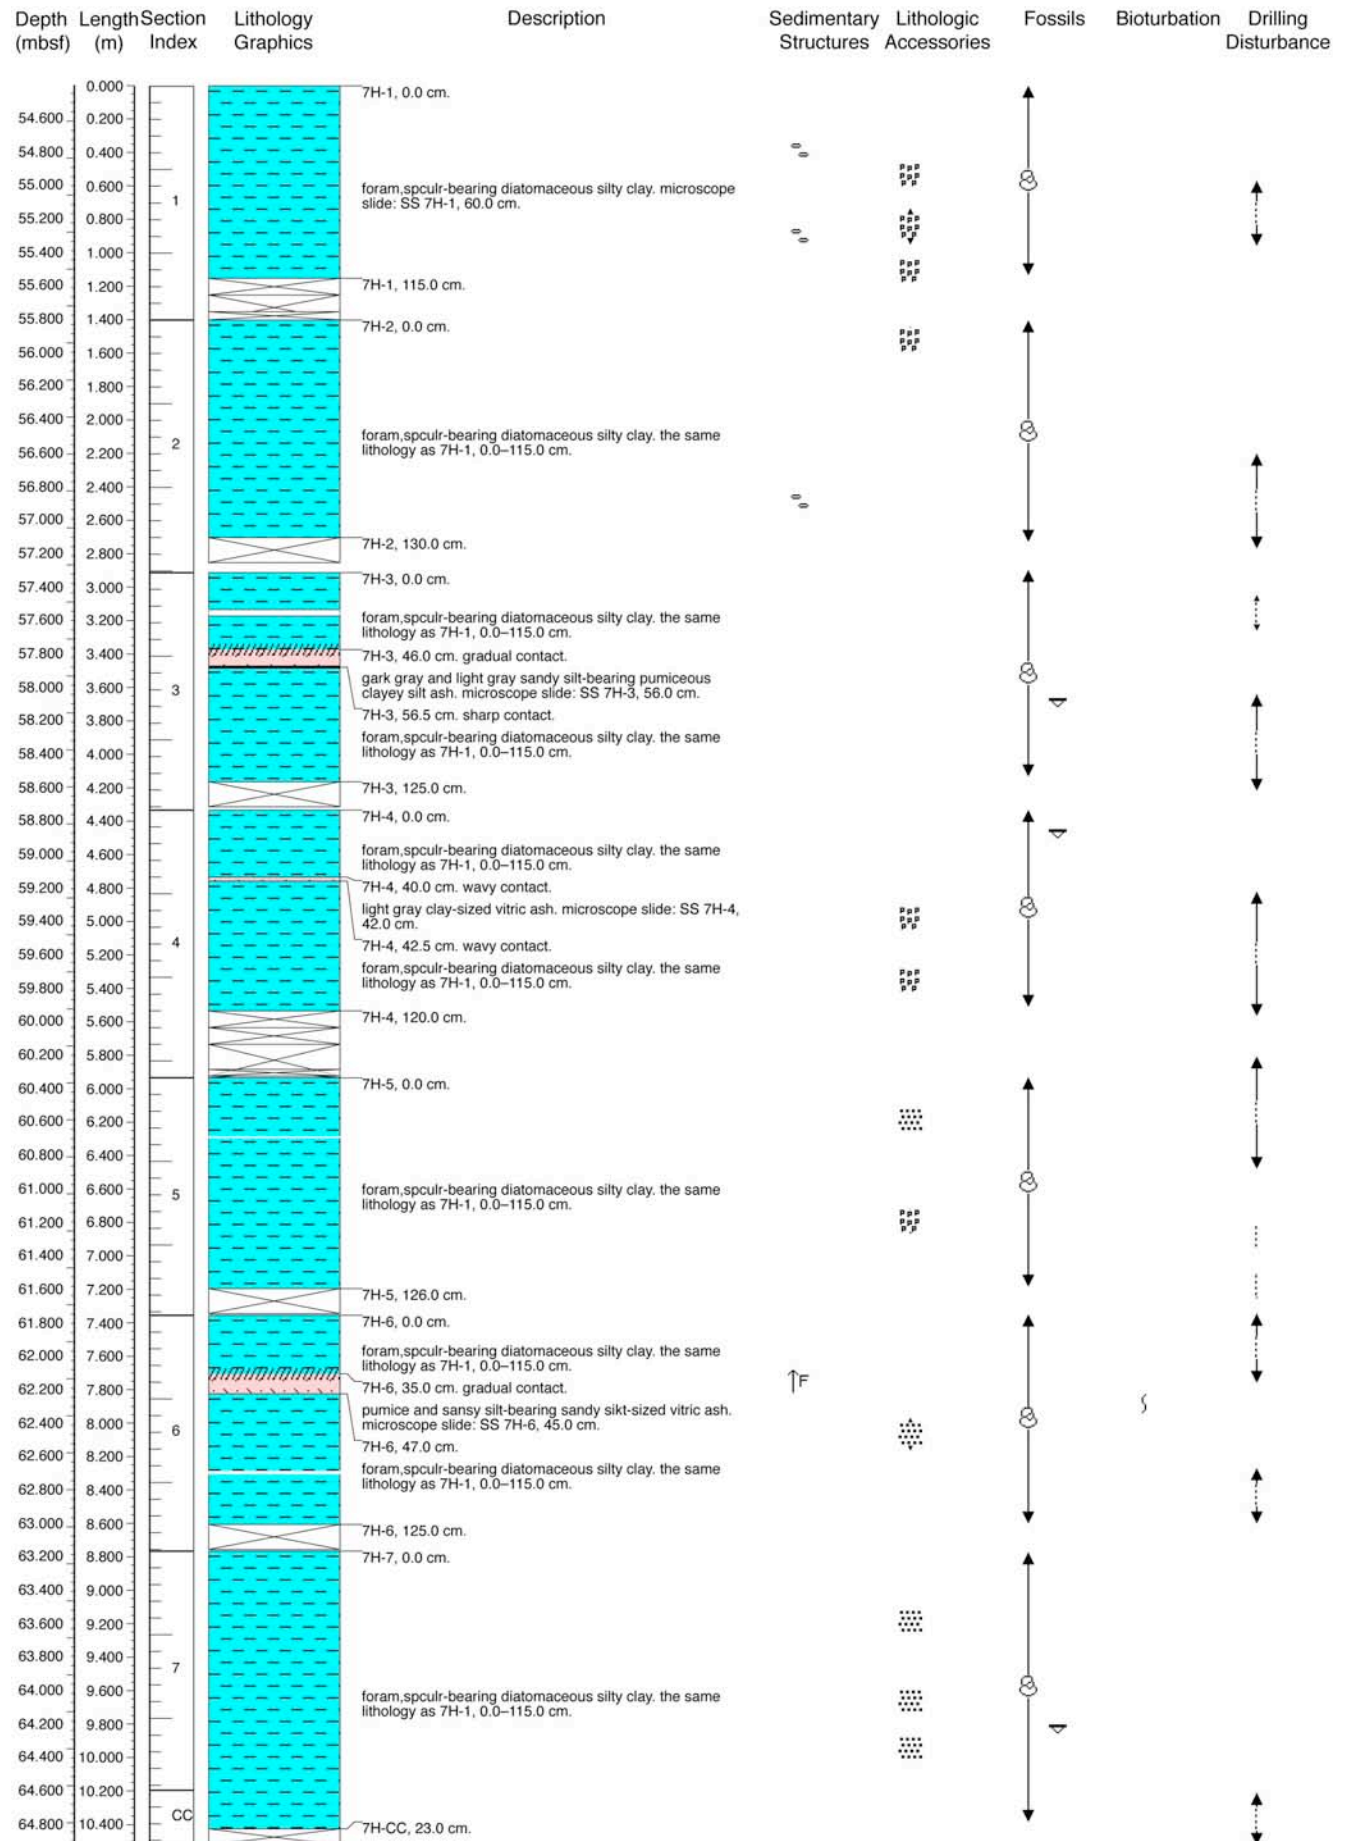 Depth Length Section Lithology Description Sedimentary Lithologic Fossils Bioturbation Drilling
(mbsf) (m) Index Graphics Structures Accessories Disturbance
0.000
7H-1, 0.0 cm.
54.600 0.200
54.800 0.400
55.000 0.600
foram,spculr-bearing diatomaceous silty clay. microscope
slide: SS 7H-1, 60.0 cm.
1
55.200 0.800
55.400 1.000
55.600 1.200
7H-1, 115.0 cm.
55.800 1.400
7H-2, 0.0 cm.
56.000 1.600
56.200 1.800
56.400 2.000
foram,spculr-bearing diatomaceous silty clay. the same
lithology as 7H-1, 0.0–115.0 cm.
2
56.600 2.200
56.800 2.400
57.000 2.600
7H-2, 130.0 cm.
57.200 2.800
7H-3, 0.0 cm.
57.400 3.000
57.600 3.200
foram,spculr-bearing diatomaceous silty clay. the same
lithology as 7H-1, 0.0–115.0 cm.
57.800 3.400
7H-3, 46.0 cm. gradual contact.
gark gray and light gray sandy silt-bearing pumiceous
clayey silt ash. microscope slide: SS 7H-3, 56.0 cm.
58.000 3.600
3
7H-3, 56.5 cm. sharp contact.
58.200 3.800
foram,spculr-bearing diatomaceous silty clay. the same
lithology as 7H-1, 0.0–115.0 cm.
58.400 4.000
58.600 4.200
7H-3, 125.0 cm.
58.800 4.400
7H-4, 0.0 cm.
59.000 4.600
foram,spculr-bearing diatomaceous silty clay. the same
lithology as 7H-1, 0.0–115.0 cm.
59.200 4.800
7H-4, 40.0 cm. wavy contact.
light gray clay-sized vitric ash. microscope slide: SS 7H-4,
42.0 cm.
59.400 5.000
4
7H-4, 42.5 cm. wavy contact.
59.600 5.200
foram,spculr-bearing diatomaceous silty clay. the same
lithology as 7H-1, 0.0–115.0 cm.
59.800 5.400
60.000 5.600
7H-4, 120.0 cm.
60.200 5.800
60.400 6.000
7H-5, 0.0 cm.
60.600 6.200
60.800 6.400
61.000 6.600
foram,spculr-bearing diatomaceous silty clay. the same
lithology as 7H-1, 0.0–115.0 cm.
5
61.200 6.800
61.400 7.000
61.600 7.200
7H-5, 126.0 cm.
61.800 7.400
7H-6, 0.0 cm.
62.000 7.600
foram,spculr-bearing diatomaceous silty clay. the same
lithology as 7H-1, 0.0–115.0 cm.
62.200 7.800
7H-6, 35.0 cm. gradual contact.
F
pumice and sansy silt-bearing sandy sikt-sized vitric ash.
microscope slide: SS 7H-6, 45.0 cm.
62.400 8.000
6
7H-6, 47.0 cm.
62.600 8.200
foram,spculr-bearing diatomaceous silty clay. the same
lithology as 7H-1, 0.0–115.0 cm.
62.800 8.400
63.000 8.600
7H-6, 125.0 cm.
63.200 8.800
7H-7, 0.0 cm.
63.400 9.000
63.600 9.200
63.800 9.400
7
64.000 9.600
foram,spculr-bearing diatomaceous silty clay. the same
lithology as 7H-1, 0.0–115.0 cm.
64.200 9.800
64.400 10.000
64.600 10.200
CC
64.800 10.400
7H-CC, 23.0 cm.